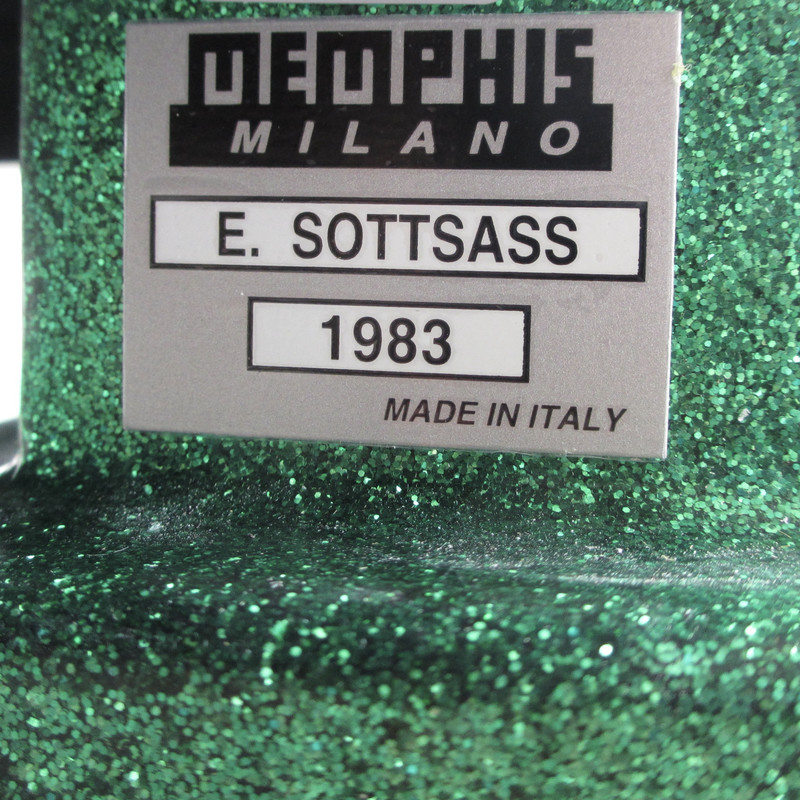 MEMPHIS
MILANO
E. SOTTSASS
1983
MADE IN ITALY